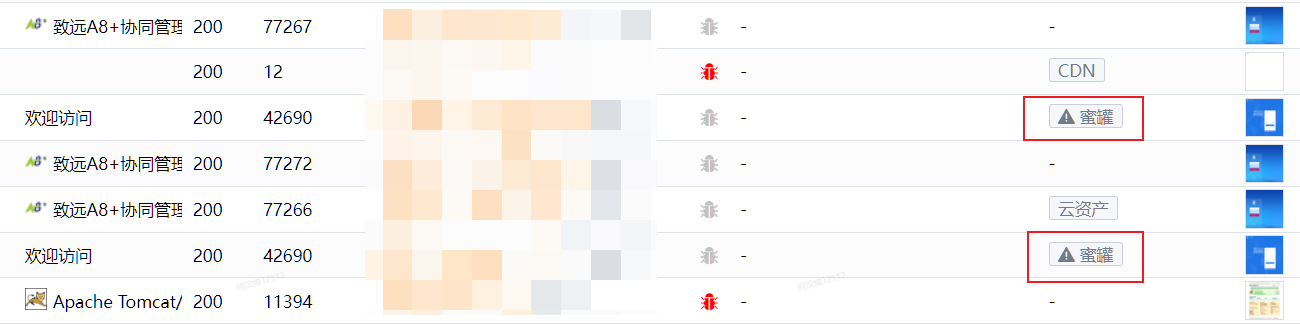 A8+ 致远A8+协同管理 200 77267 - -
200 12 - CDN
欢迎访问 200 42690 - 蜜罐
A8+ 致远A8+协同管理 200 77272 - -
A8+ 致远A8+协同管理 200 77266 - 云资产
欢迎访问 200 42690 - 蜜罐
Apache Tomcat/ 200 11394 - -